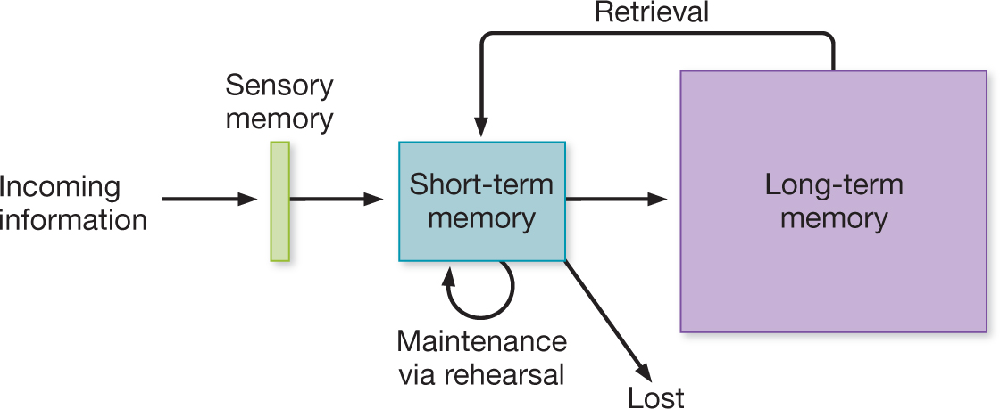 Retrieval
Sensory
memory
Incoming
information
Short-term
memory
Long-term
memory
Maintenance
via rehearsal
Lost